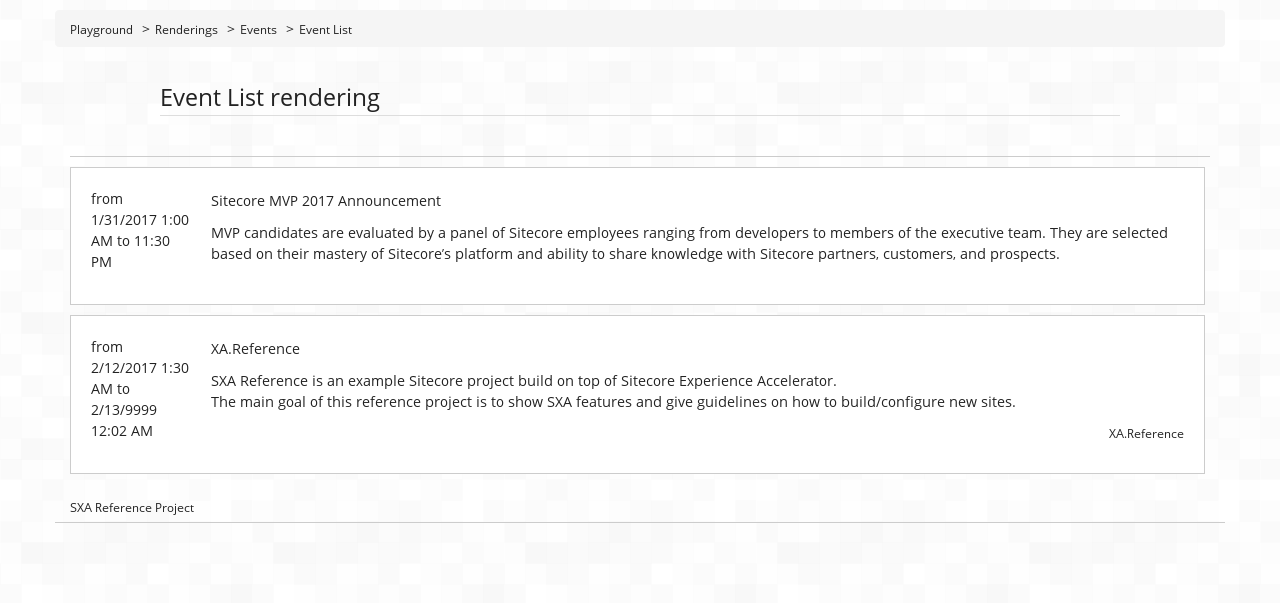 Playground > Renderings > Events > Event List
Event List rendering
from
1/31/2017 1:00
AM to 11:30
PM
Sitecore MVP 2017 Announcement
MVP candidates are evaluated by a panel of Sitecore employees ranging from developers to members of the executive team. They are selected
based on their mastery of Sitecore’s platform and ability to share knowledge with Sitecore partners, customers, and prospects.
from
2/12/2017 1:30
AM to
2/13/9999
12:02 AM
XA.Reference
SXA Reference is an example Sitecore project build on top of Sitecore Experience Accelerator.
The main goal of this reference project is to show SXA features and give guidelines on how to build/configure new sites.
XA.Reference
SXA Reference Project